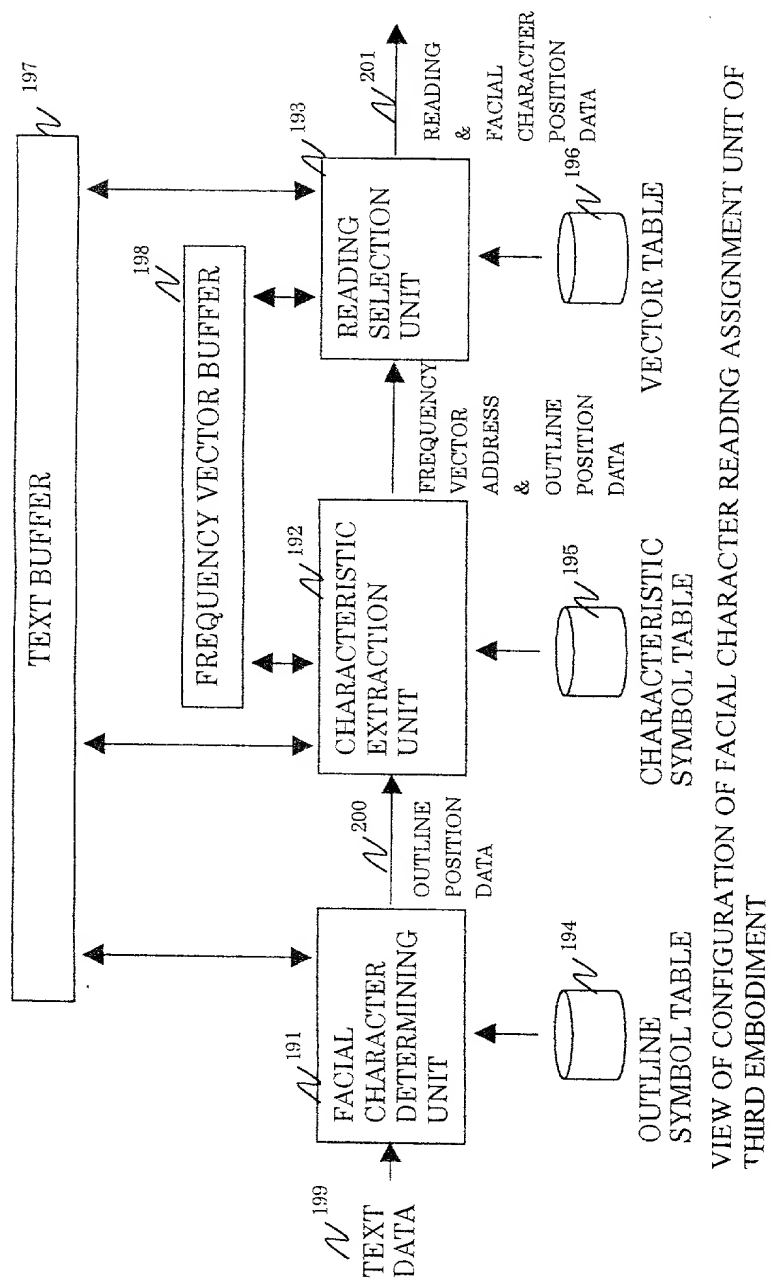 TEXT BUFFER
197
FREQUENCY VECTOR BUFFER
198
199
TEXT
DATA
191
FACIAL
CHARACTER
DETERMINING
UNIT
200
OUTLINE
POSITION
DATA
192
CHARACTERISTIC
EXTRACTION
UNIT
FREQUENCY
VECTOR
ADDRESS
&
OUTLINE
POSITION
DATA
193
READING
SELECTION
UNIT
201
READING
&
FACIAL
CHARACTER
POSITION
DATA
194
OUTLINE
SYMBOL TABLE
195
CHARACTERISTIC
SYMBOL TABLE
196
VECTOR TABLE
VIEW OF CONFIGURATION OF FACIAL CHARACTER READING ASSIGNMENT UNIT OF
THIRD EMBODIMENT